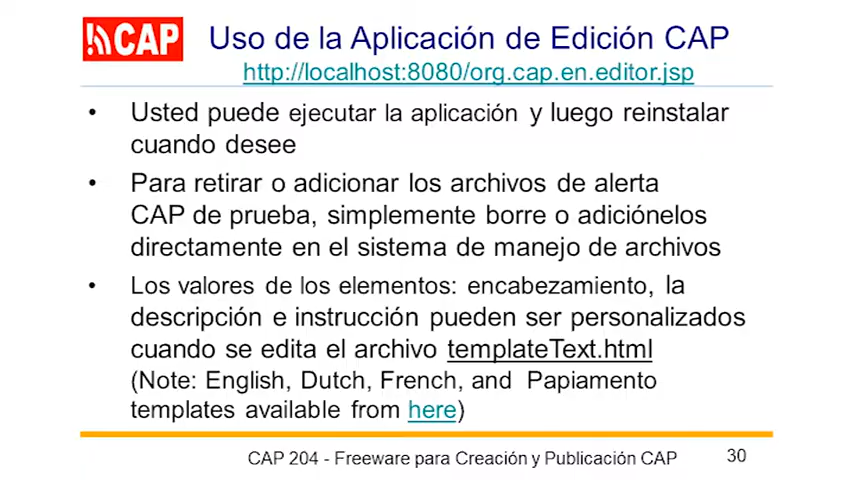 CAP
Uso de la Aplicación de Edición CAP
http://localhost:8080/org.cap.en.editor.jsp
• Usted puede ejecutar la aplicación y luego reinstalar
cuando desee
• Para retirar o adicionar los archivos de alerta
CAP de prueba, simplemente borre o adiciónelos
directamente en el sistema de manejo de archivos
• Los valores de los elementos: encabezamiento, la
descripción e instrucción pueden ser personalizados
cuando se edita el archivo templateText.html
(Note: English, Dutch, French, and Papiamento
templates available from here)
CAP 204 - Freeware para Creación y Publicación CAP 30